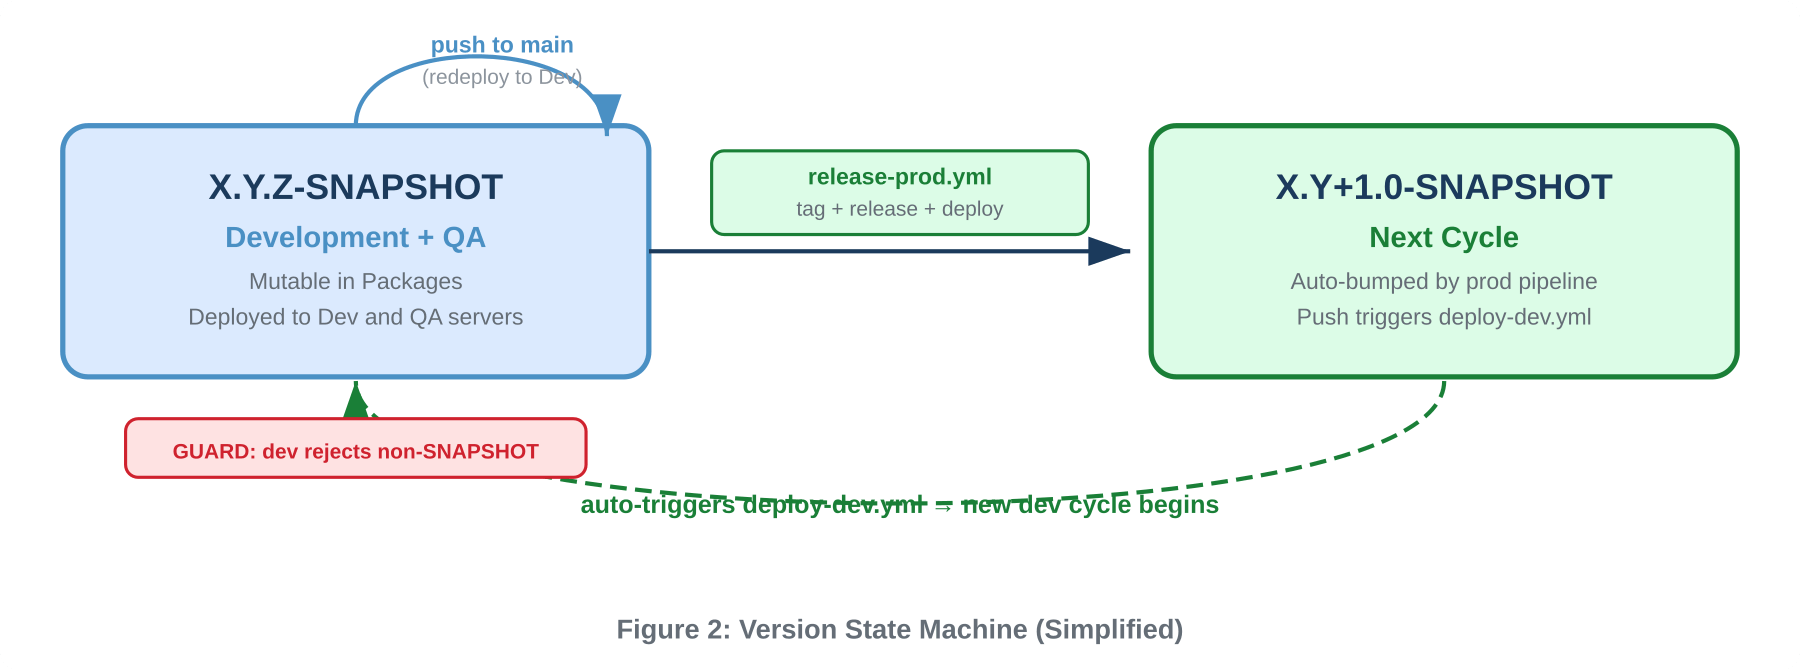 push to main
(redeploy to Dev)
X.Y.Z-SNAPSHOT
Development + QA
Mutable in Packages
Deployed to Dev and QA servers
release-prod.yml
tag + release + deploy
X.Y+1.0-SNAPSHOT
Next Cycle
Auto-bumped by prod pipeline
Push triggers deploy-dev.yml
GUARD: dev rejects non-SNAPSHOT
auto-triggers deploy-dev.yml → new dev cycle begins
Figure 2: Version State Machine (Simplified)